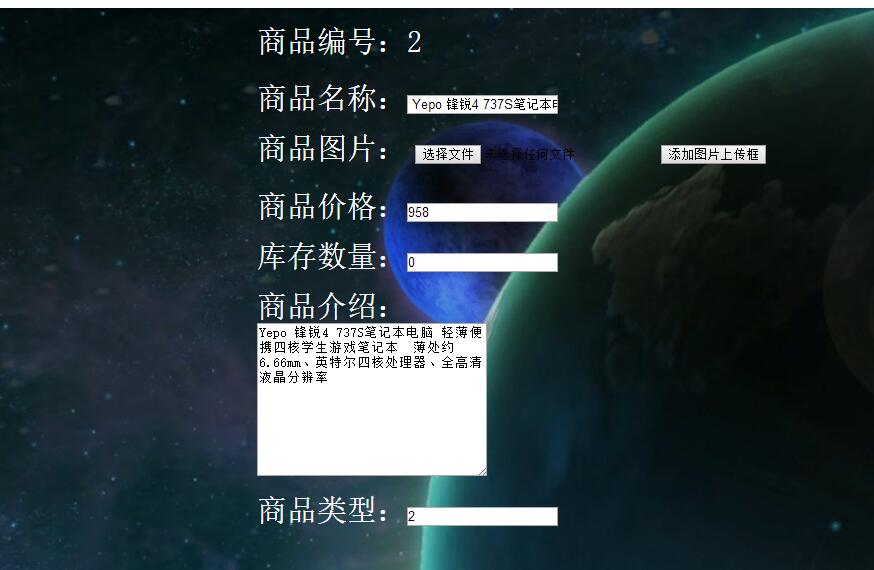 商品编号：2
商品名称： Yepo 锋锐4 737S笔记本
商品图片： 选择文件 未选择任何文件 添加图片上传框
商品价格： 958
库存数量： 0
商品介绍：
Yepo 锋锐4 737S笔记本电脑 轻薄便
携四核学生游戏笔记本  薄处约
6.66mm、英特尔四核处理器、全高清
液晶分辨率
商品类型： 2